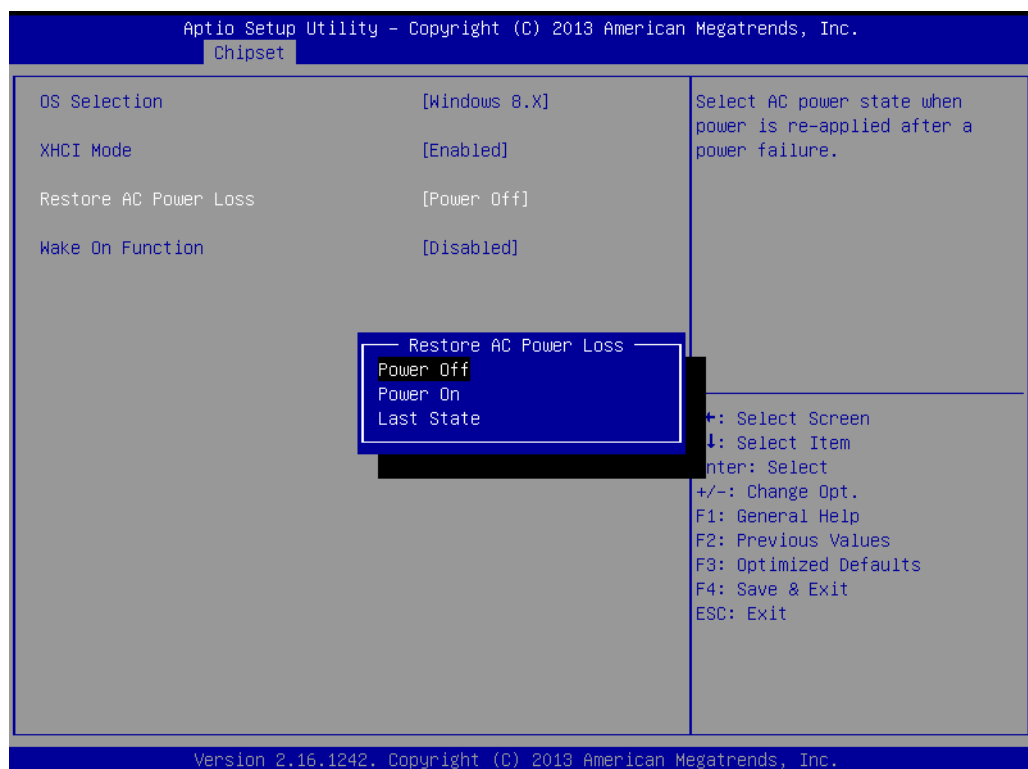 Aptio Setup Utility – Copyright (C) 2013 American Megatrends, Inc.
Chipset
OS Selection [Windows 8.X]
XHCI Mode [Enabled]
Restore AC Power Loss [Power Off]
Wake On Function [Disabled]
Select AC power state when
power is re-applied after a
power failure.
Restore AC Power Loss
Power Off
Power On
Last State
: Select Screen
: Select Item
nter: Select
+/-: Change Opt.
F1: General Help
F2: Previous Values
F3: Optimized Defaults
F4: Save & Exit
ESC: Exit
Version 2.16.1242. Copyright (C) 2013 American Megatrends, Inc.